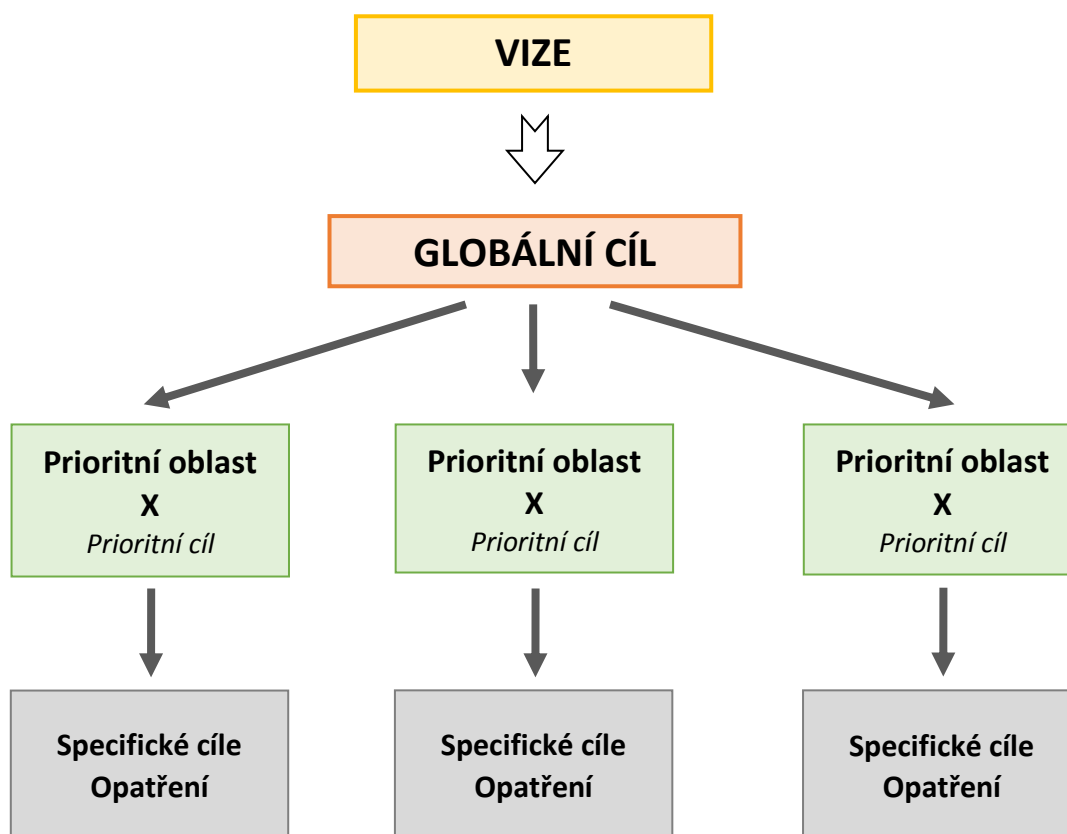 VIZE
GLOBÁLNÍ CÍL
Prioritní oblast
X
Prioritní cíl
Prioritní oblast
X
Prioritní cíl
Prioritní oblast
X
Prioritní cíl
Specifické cíle
Opatření
Specifické cíle
Opatření
Specifické cíle
Opatření